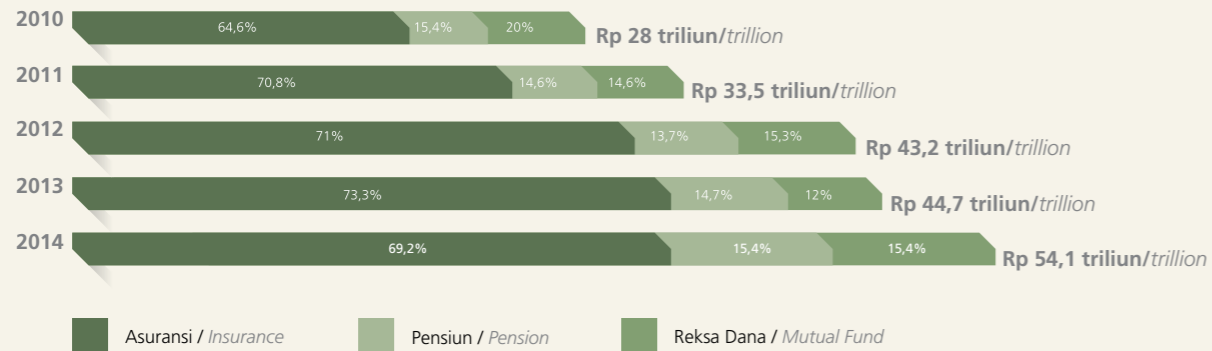 2010 64,6% 15,4% 20% Rp 28 triliun/trillion
2011 70,8% 14,6% 14,6% Rp 33,5 triliun/trillion
2012 71% 13,7% 15,3% Rp 43,2 triliun/trillion
2013 73,3% 14,7% 12% Rp 44,7 triliun/trillion
2014 69,2% 15,4% 15,4% Rp 54,1 triliun/trillion
Asuransi / Insurance Pensiun / Pension Reksa Dana / Mutual Fund